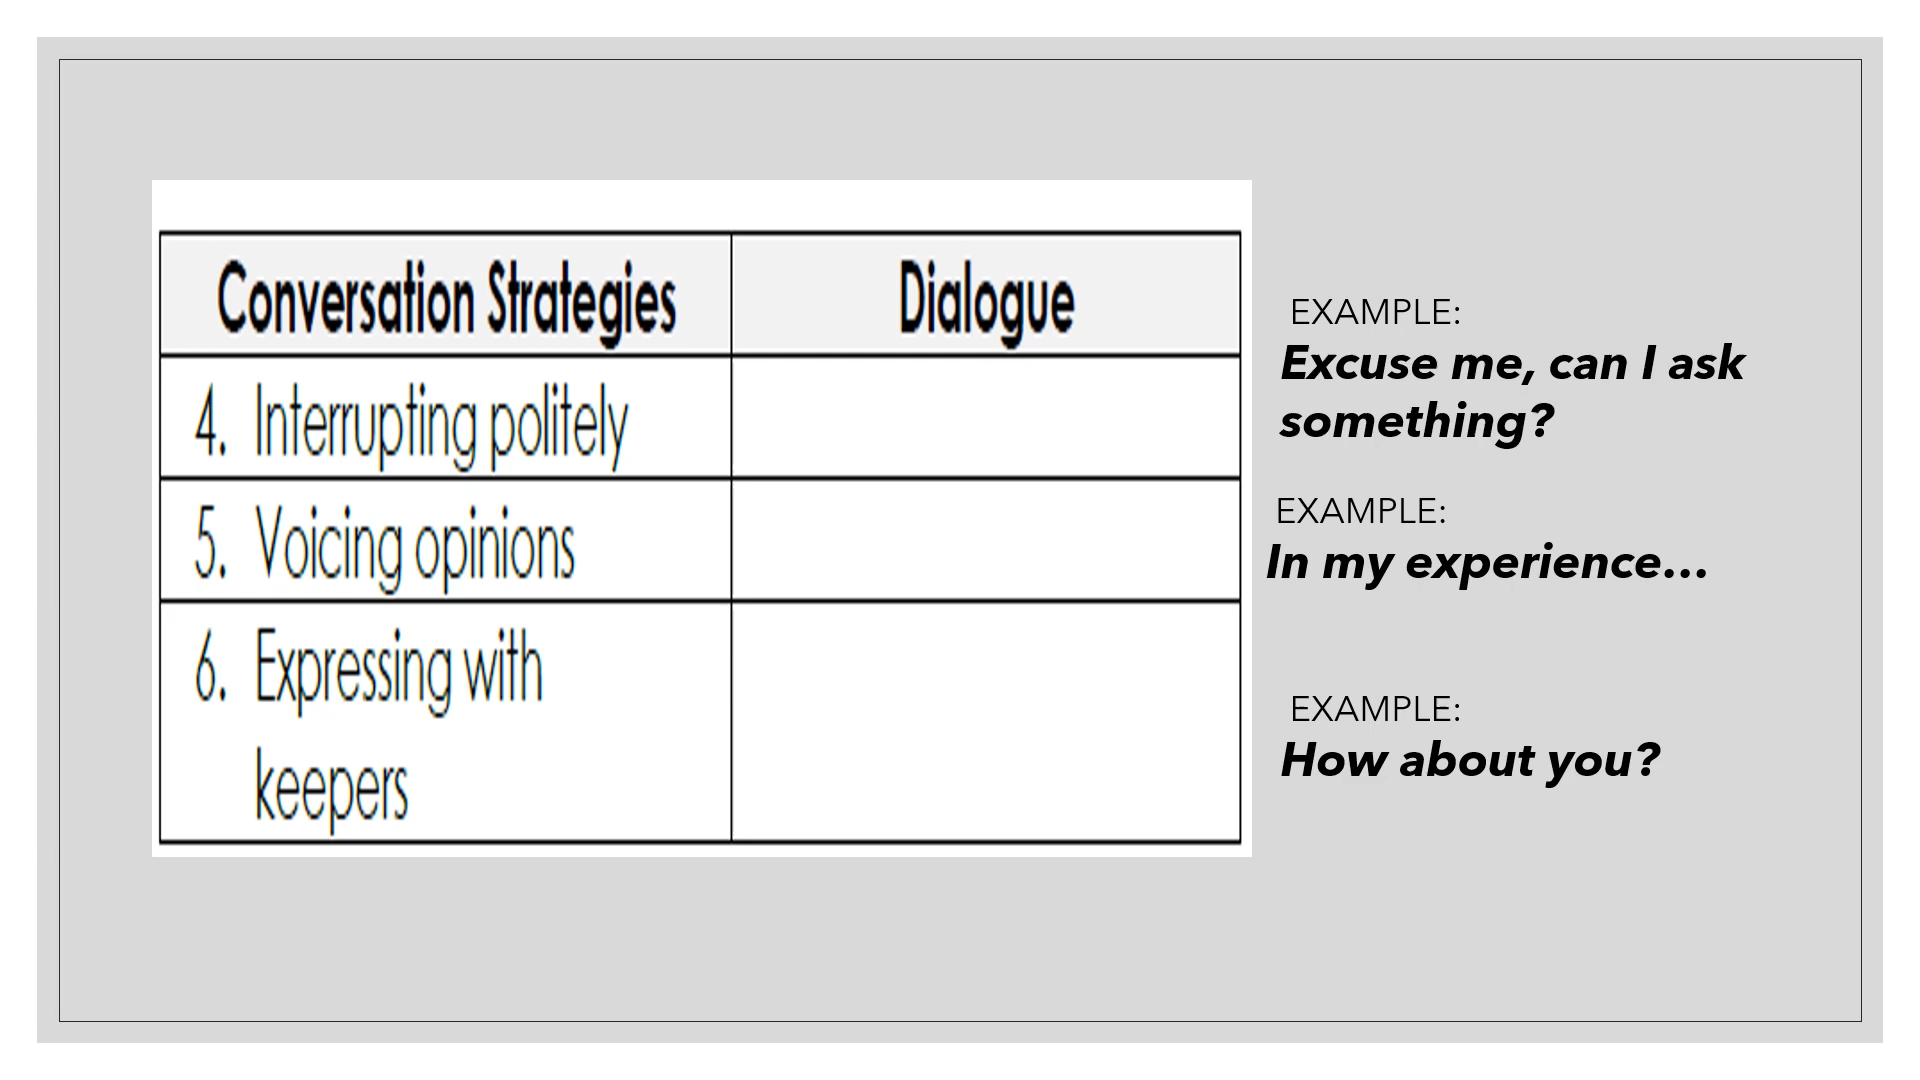 Conversation Strategies
Dialogue
4. Interrupting politely
5. Voicing opinions
6. Expressing with
keepers
EXAMPLE:
Excuse me, can I ask
something?
EXAMPLE:
In my experience…
EXAMPLE:
How about you?